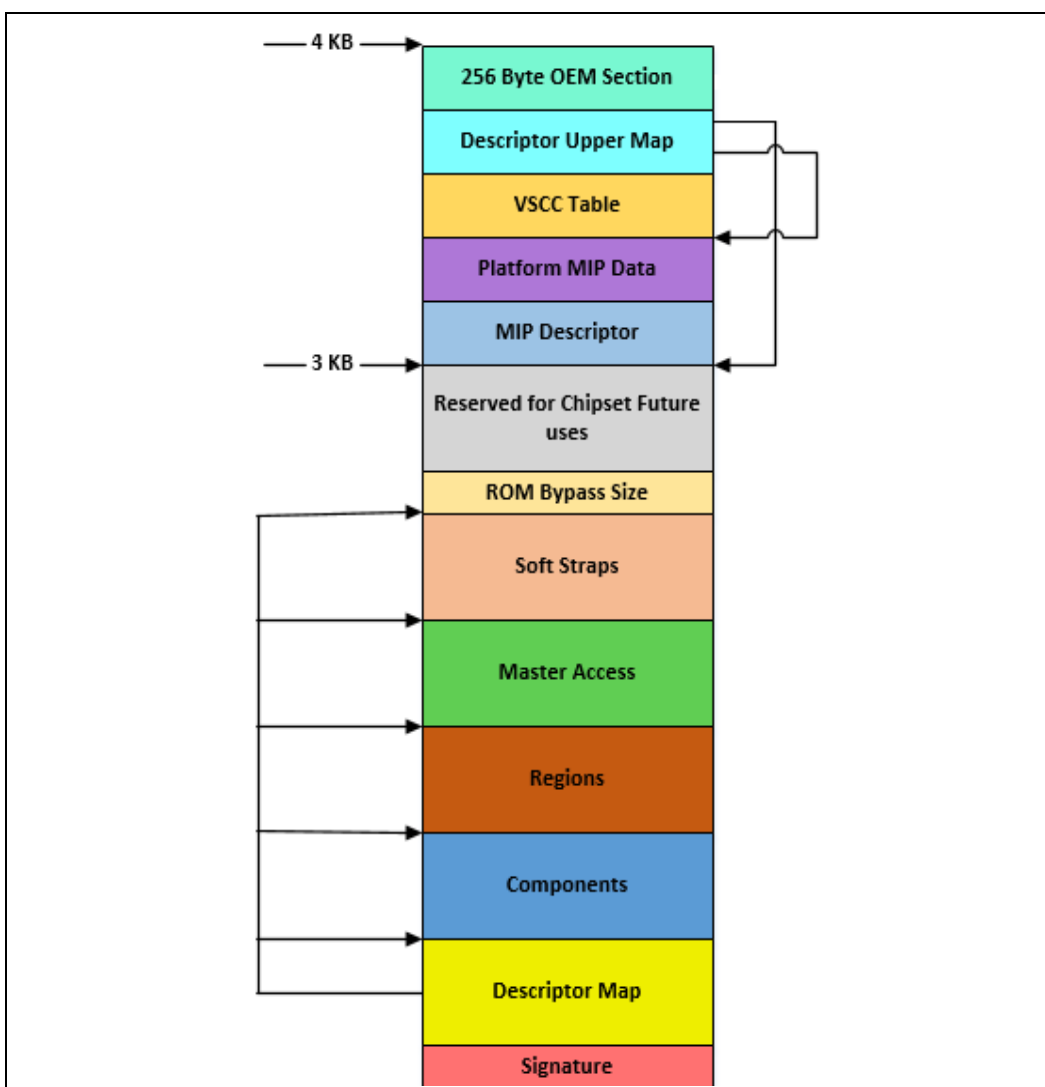 4 KB
256 Byte OEM Section
Descriptor Upper Map
VSCC Table
Platform MIP Data
MIP Descriptor
3 KB
Reserved for Chipset Future
uses
ROM Bypass Size
Soft Straps
Master Access
Regions
Components
Descriptor Map
Signature